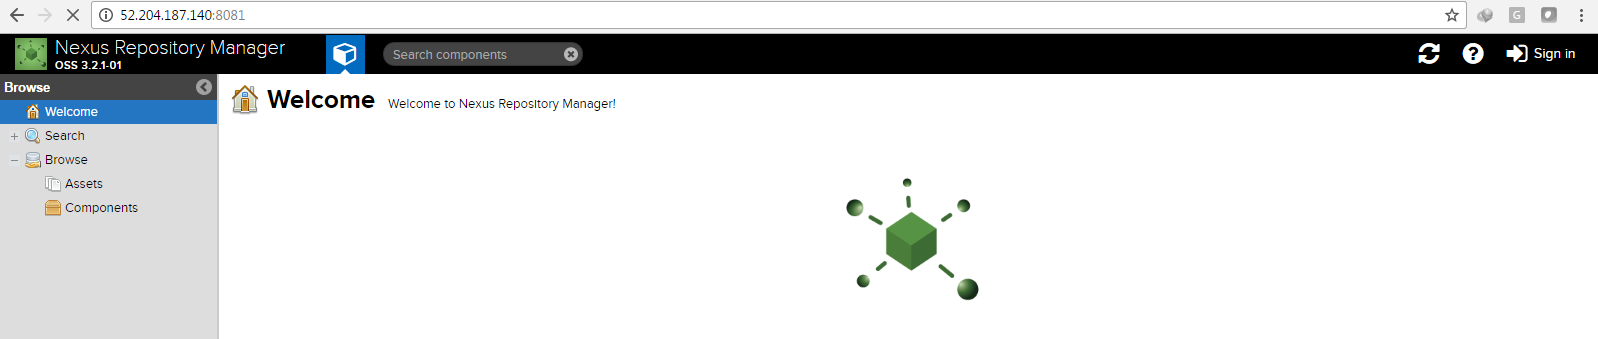 52.204.187.140:8081
G
Nexus Repository Manager
OSS 3.2.1-01
Search components
?
Sign in
Browse
Welcome
Search
Browse
Assets
Components
Welcome Welcome to Nexus Repository Manager!